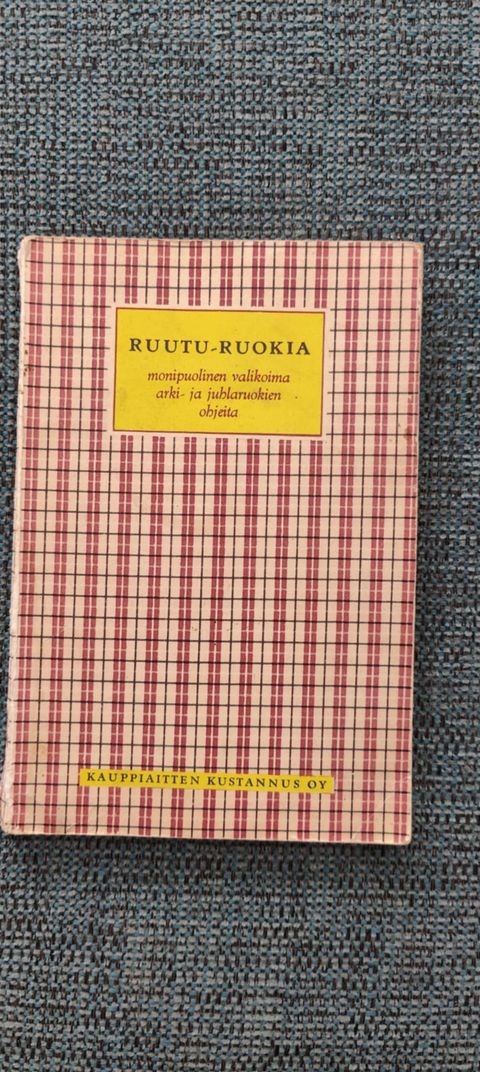 RUUTU-RUOKIA
monipuolinen valikoima
arki- ja juhlaruokien
ohjeita
KAUPPIAITTEN KUSTANNUS OY